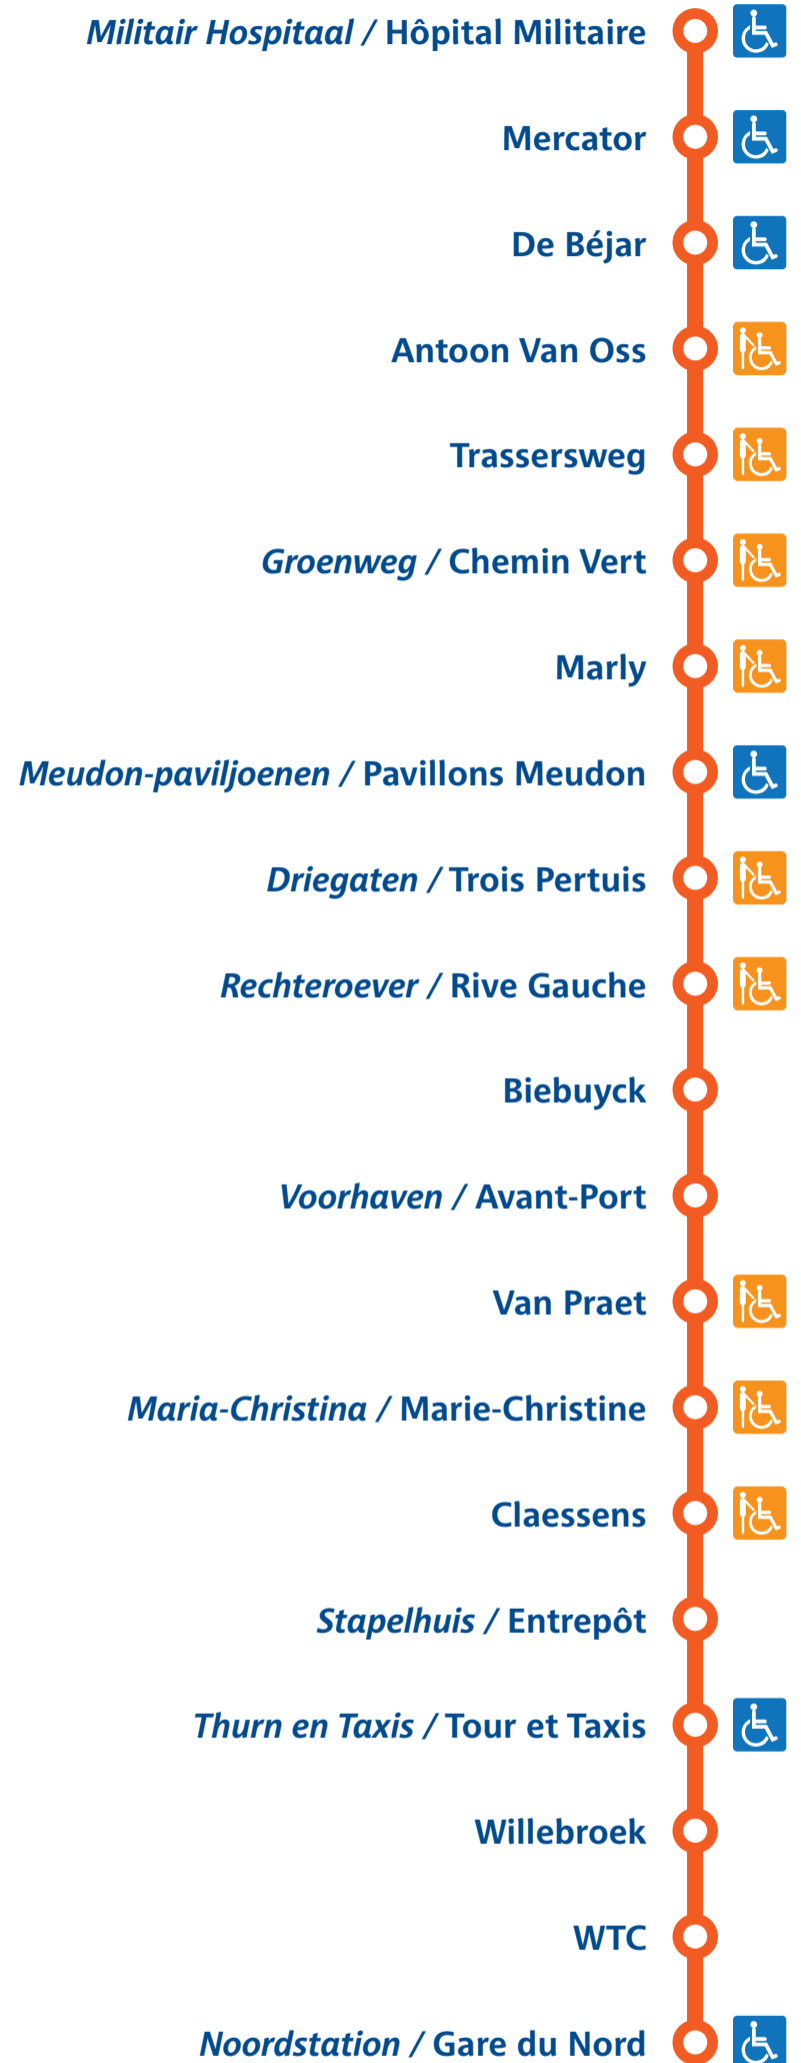 Militair Hospitaal / Hôpital Militaire
Mercator
De Béjar
Antoon Van Oss
Trassersweg
Groenweg / Chemin Vert
Marly
Meudon-paviljoenen / Pavillons Meudon
Driegaten / Trois Pertuis
Rechteroever / Rive Gauche
Biebuyck
Voorhaven / Avant-Port
Van Praet
Maria-Christina / Marie-Christine
Claessens
Stapelhuis / Entrepôt
Thurn en Taxis / Tour et Taxis
Willebroek
WTC
Noordstation / Gare du Nord